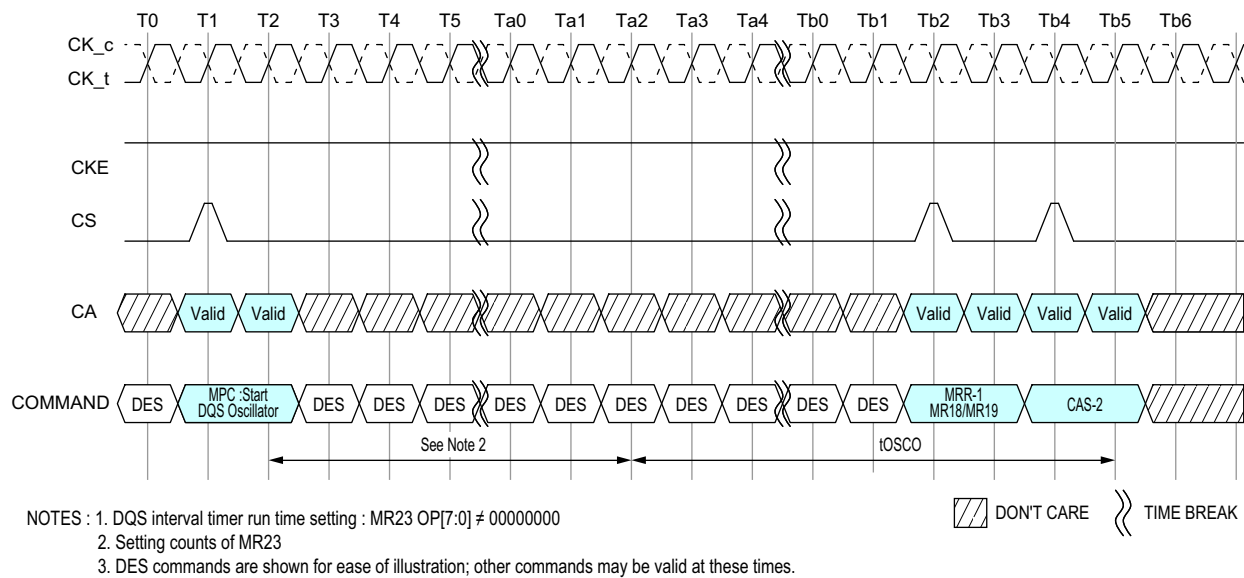 T0 T1 T2 T3 T4 T5 Ta0 Ta1 Ta2 Ta3 Ta4 Tb0 Tb1 Tb2 Tb3 Tb4 Tb5 Tb6
CK_c
CK_t
CKE
CS
CA Valid Valid Valid Valid Valid Valid
COMMAND DES MPC :Start DQS Oscillator DES DES DES DES DES DES DES DES DES DES MRR-1 MR18/MR19 CAS-2
See Note 2 tOSCO
NOTES : 1. DQS interval timer run time setting : MR23 OP[7:0] ≠ 00000000
2. Setting counts of MR23
3. DES commands are shown for ease of illustration; other commands may be valid at these times.
DON'T CARE TIME BREAK